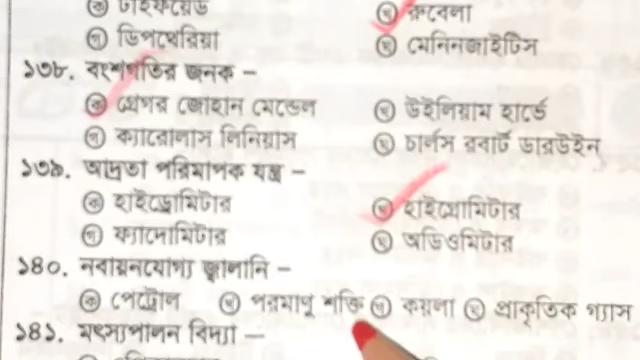 ক টাইফয়েড খ রুবেলা
গ ডিপথেরিয়া ঘ মেনিনজাইটিস
১৩৮. বংশগতির জনক –
ক গ্রেগর জোহান মেন্ডেল খ উইলিয়াম হার্ভে
গ ক্যারোলাস লিনিয়াস ঘ চার্লস রবার্ট ডারউইন
১৩৯. আদ্রতা পরিমাপক যন্ত্র –
ক হাইড্রোমিটার খ হাইগ্রোমিটার
গ ফ্যাদোমিটার ঘ অডিওমিটার
১৪০. নবায়নযোগ্য জ্বালানি –
ক পেট্রোল খ পরমাণু শক্তি গ কয়লা ঘ প্রাকৃতিক গ্যাস
১৪১. মৎস্যপালন বিদ্যা —